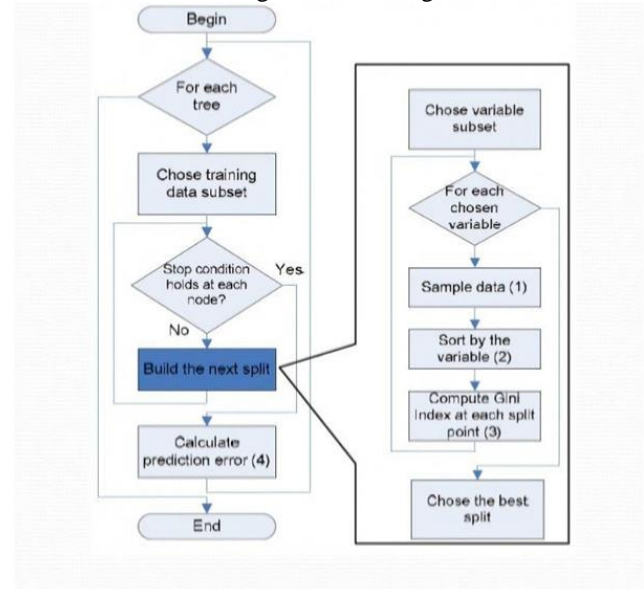 Begin
For each
tree
Chose training
data subset
Stop condition
holds at each
node?
Yes
No
Build the next split
Calculate
prediction error (4)
End
Chose variable
subset
For each
chosen
variable
Sample data (1)
Sort by the
variable (2)
Compute Gini
Index at each split
point (3)
Chose the best
split